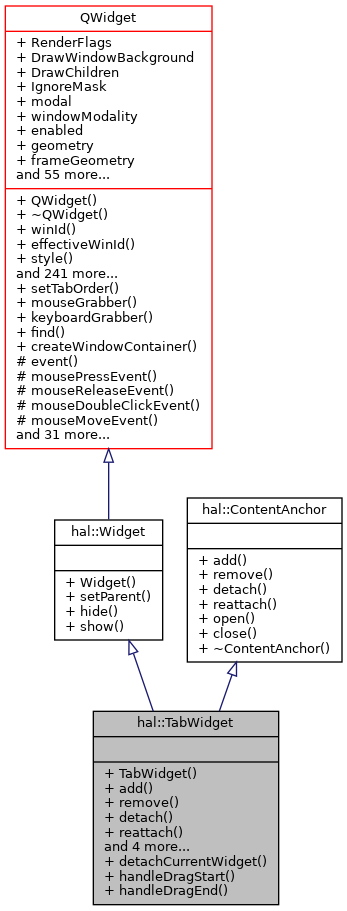 QWidget
+ RenderFlags
+ DrawWindowBackground
+ DrawChildren
+ IgnoreMask
+ modal
+ windowModality
+ enabled
+ geometry
+ frameGeometry
and 55 more...
+ QWidget()
+ ~QWidget()
+ winId()
+ effectiveWinId()
+ style()
and 241 more...
+ setTabOrder()
+ mouseGrabber()
+ keyboardGrabber()
+ find()
+ createWindowContainer()
# event()
# mousePressEvent()
# mouseReleaseEvent()
# mouseDoubleClickEvent()
# mouseMoveEvent()
and 31 more...
hal::Widget
+ Widget()
+ setParent()
+ hide()
+ show()
hal::ContentAnchor
+ add()
+ remove()
+ detach()
+ reattach()
+ open()
+ close()
+ ~ContentAnchor()
hal::TabWidget
+ TabWidget()
+ add()
+ remove()
+ detach()
+ reattach()
and 4 more...
+ detachCurrentWidget()
+ handleDragStart()
+ handleDragEnd()